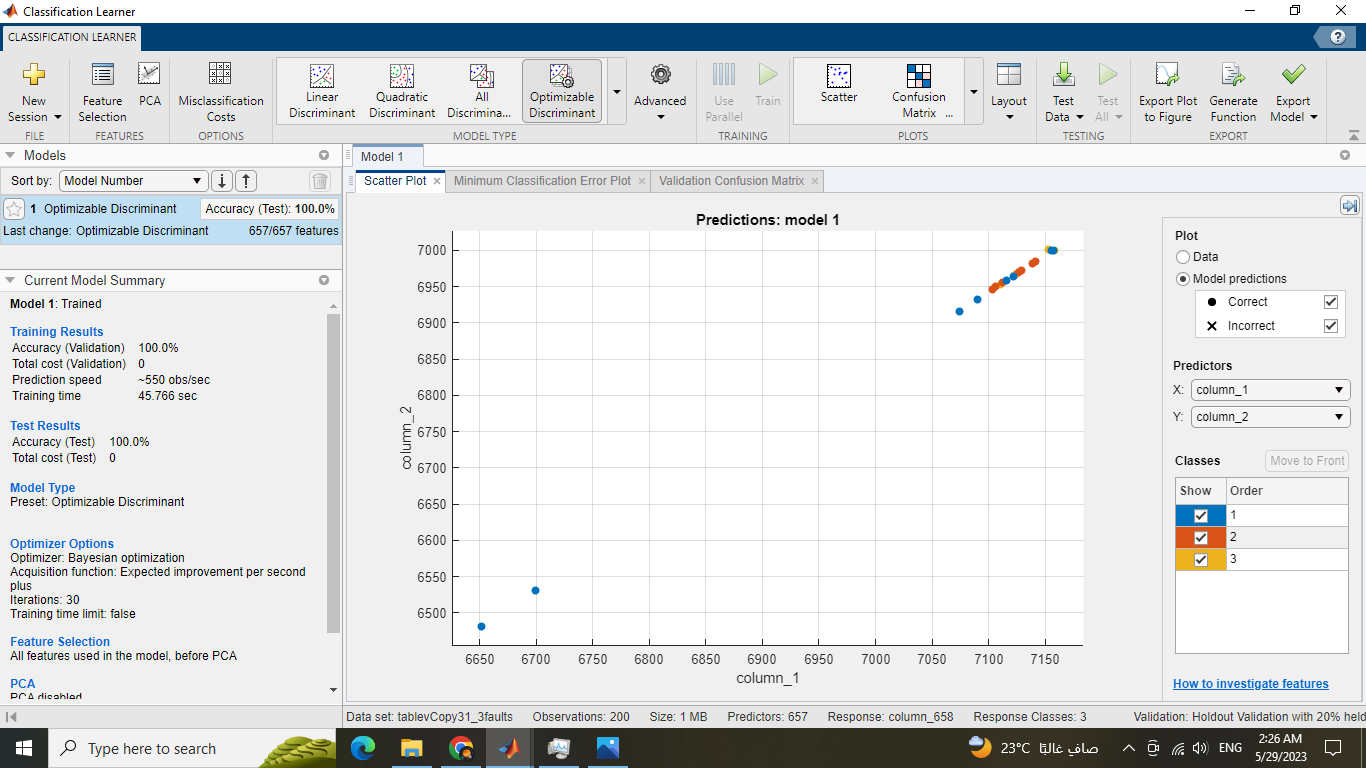 Classification Learner
CLASSIFICATION LEARNER
?
New Session
Feature Selection
PCA
Misclassification Costs
Linear Discriminant
Quadratic Discriminant
All Discrimina...
Optimizable Discriminant
Advanced
Use Parallel
Train
Scatter
Confusion Matrix ...
Layout
Test Data
Test All
Export Plot to Figure
Generate Function
Export Model
FILE
FEATURES
OPTIONS
MODEL TYPE
TRAINING
PLOTS
TESTING
EXPORT
Models
Sort by: Model Number
1 Optimizable Discriminant Accuracy (Test): 100.0%
Last change: Optimizable Discriminant 657/657 features
Current Model Summary
Model 1: Trained
Training Results
Accuracy (Validation) 100.0%
Total cost (Validation) 0
Prediction speed ~550 obs/sec
Training time 45.766 sec
Test Results
Accuracy (Test) 100.0%
Total cost (Test) 0
Model Type
Preset: Optimizable Discriminant
Optimizer Options
Optimizer: Bayesian optimization
Acquisition function: Expected improvement per second
plus
Iterations: 30
Training time limit: false
Feature Selection
All features used in the model, before PCA
PCA
PCA disabled
Model 1
Scatter Plot
Minimum Classification Error Plot
Validation Confusion Matrix
Predictions: model 1
7000
6950
6900
6850
6800
6750
6700
6650
6600
6550
6500
column_2
6650 6700 6750 6800 6850 6900 6950 7000 7050 7100 7150
column_1
Plot
Data
Model predictions
Correct
Incorrect
Predictors
X: column_1
Y: column_2
Classes
Move to Front
Show Order
1
2
3
How to investigate features
Data set: tablevCopy31_3faults Observations: 200 Size: 1 MB Predictors: 657 Response: column_658 Response Classes: 3 Validation: Holdout Validation with 20% held
Type here to search
23°C صافٍ غالبًا
ENG
2:26 AM
5/29/2023